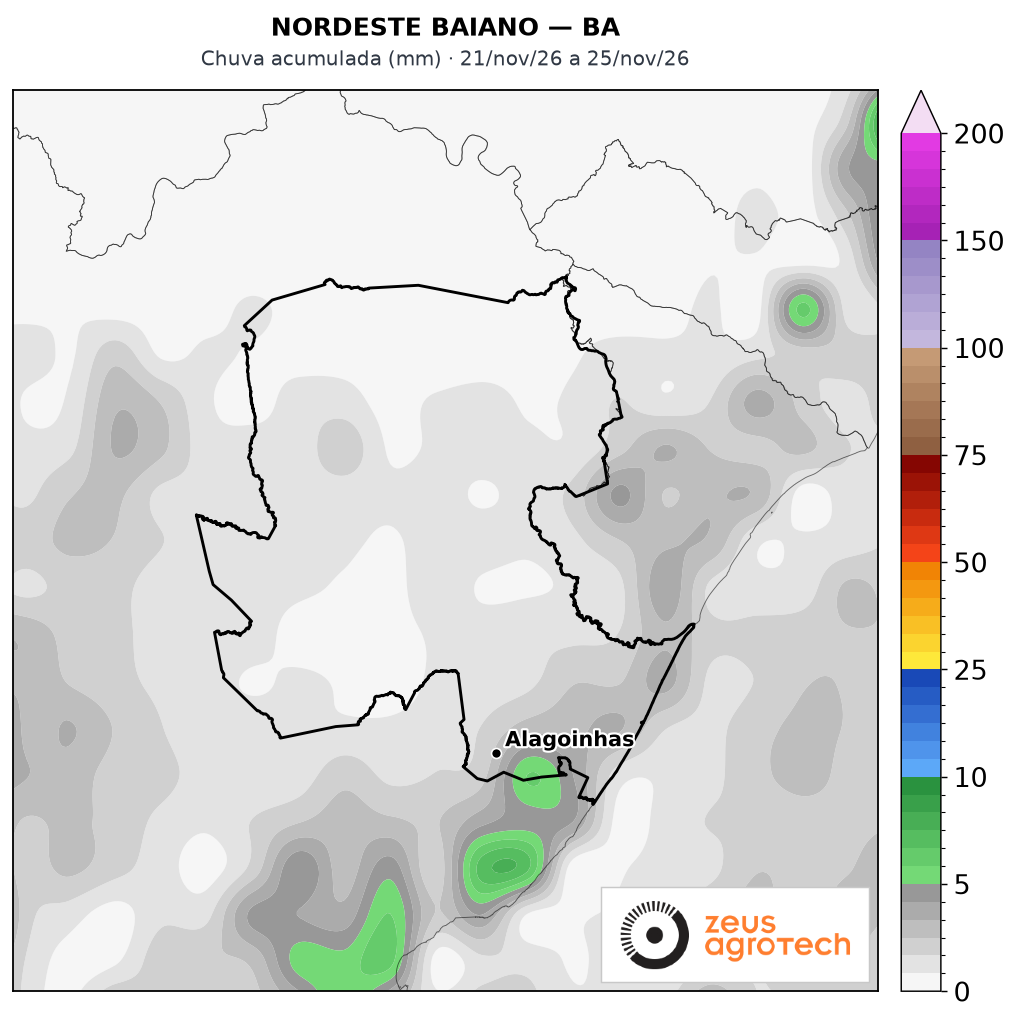 NORDESTE BAIANO — BA
Chuva acumulada (mm) · 21/nov/26 a 25/nov/26
200
150
100
75
50
25
10
5
0
Alagoinhas
zeus
agrotech